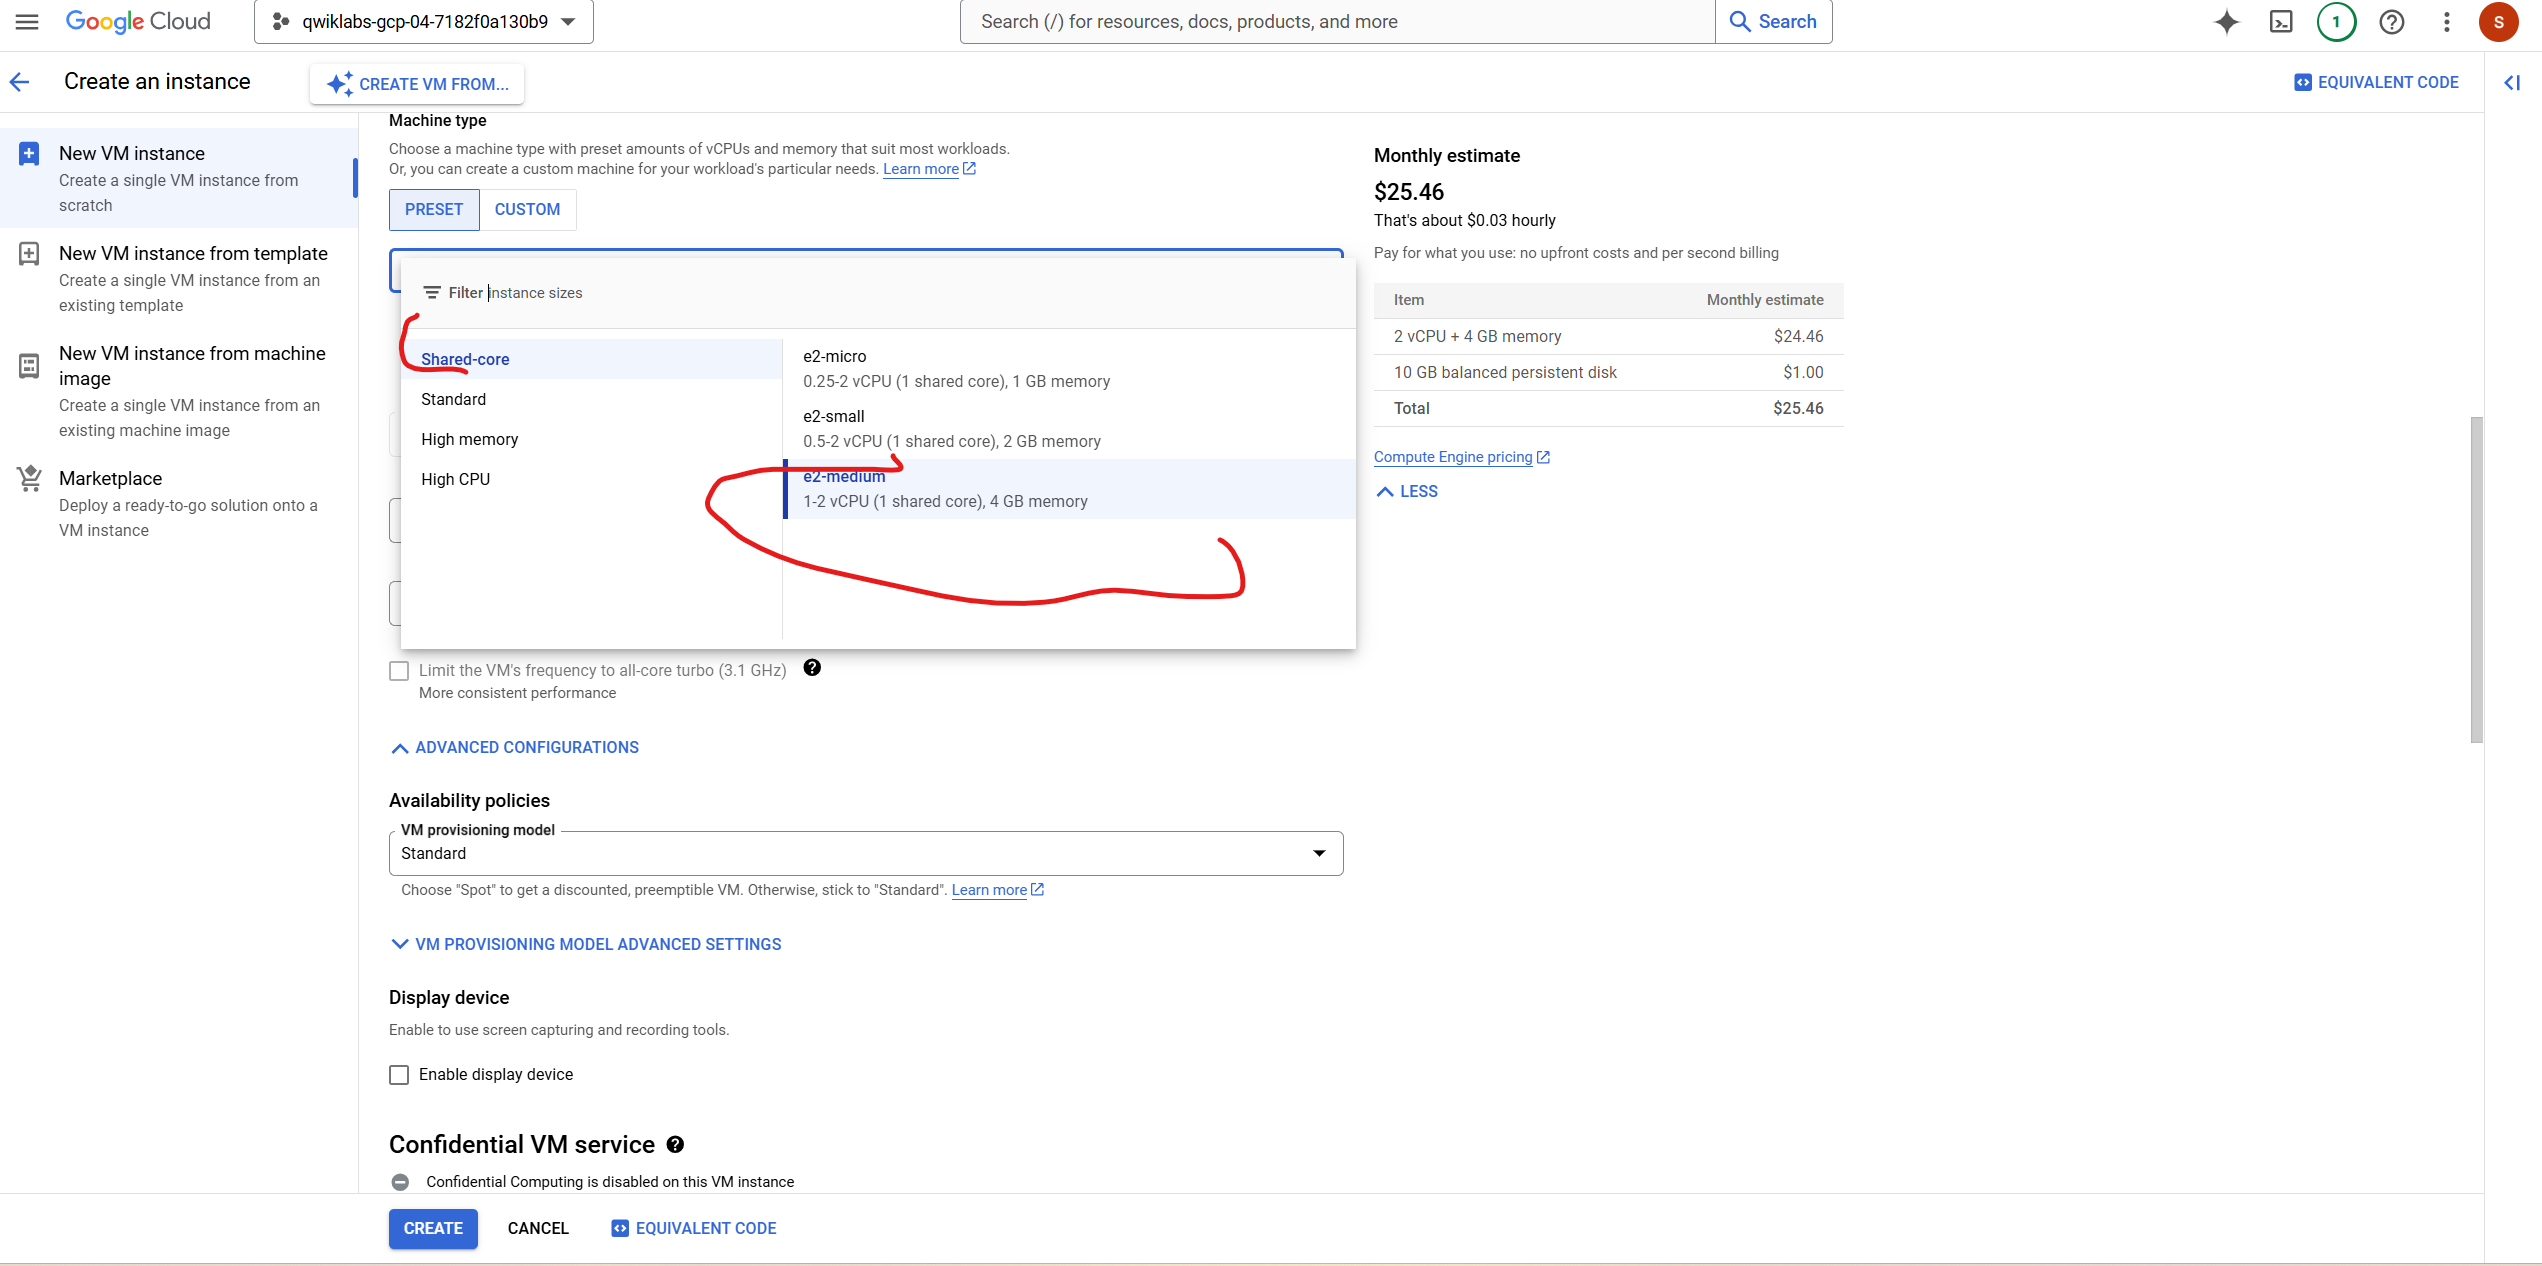 Google Cloud
qwiklabs-gcp-04-7182f0a130b9
Search (/) for resources, docs, products, and more
Search
1
S
Create an instance
CREATE VM FROM...
EQUIVALENT CODE
New VM instance
Create a single VM instance from
scratch
New VM instance from template
Create a single VM instance from an
existing template
New VM instance from machine
image
Create a single VM instance from an
existing machine image
Marketplace
Deploy a ready-to-go solution onto a
VM instance
Machine type
Choose a machine type with preset amounts of vCPUs and memory that suit most workloads.
Or, you can create a custom machine for your workload's particular needs. Learn more
PRESET
CUSTOM
Filter instance sizes
Shared-core
Standard
High memory
High CPU
e2-micro
0.25-2 vCPU (1 shared core), 1 GB memory
e2-small
0.5-2 vCPU (1 shared core), 2 GB memory
e2-medium
1-2 vCPU (1 shared core), 4 GB memory
Limit the VM's frequency to all-core turbo (3.1 GHz)
More consistent performance
ADVANCED CONFIGURATIONS
Availability policies
VM provisioning model
Standard
Choose "Spot" to get a discounted, preemptible VM. Otherwise, stick to "Standard". Learn more
VM PROVISIONING MODEL ADVANCED SETTINGS
Display device
Enable to use screen capturing and recording tools.
Enable display device
Confidential VM service
Confidential Computing is disabled on this VM instance
CREATE
CANCEL
EQUIVALENT CODE
Monthly estimate
$25.46
That's about $0.03 hourly
Pay for what you use: no upfront costs and per second billing
Item Monthly estimate
2 vCPU + 4 GB memory $24.46
10 GB balanced persistent disk $1.00
Total $25.46
Compute Engine pricing
LESS